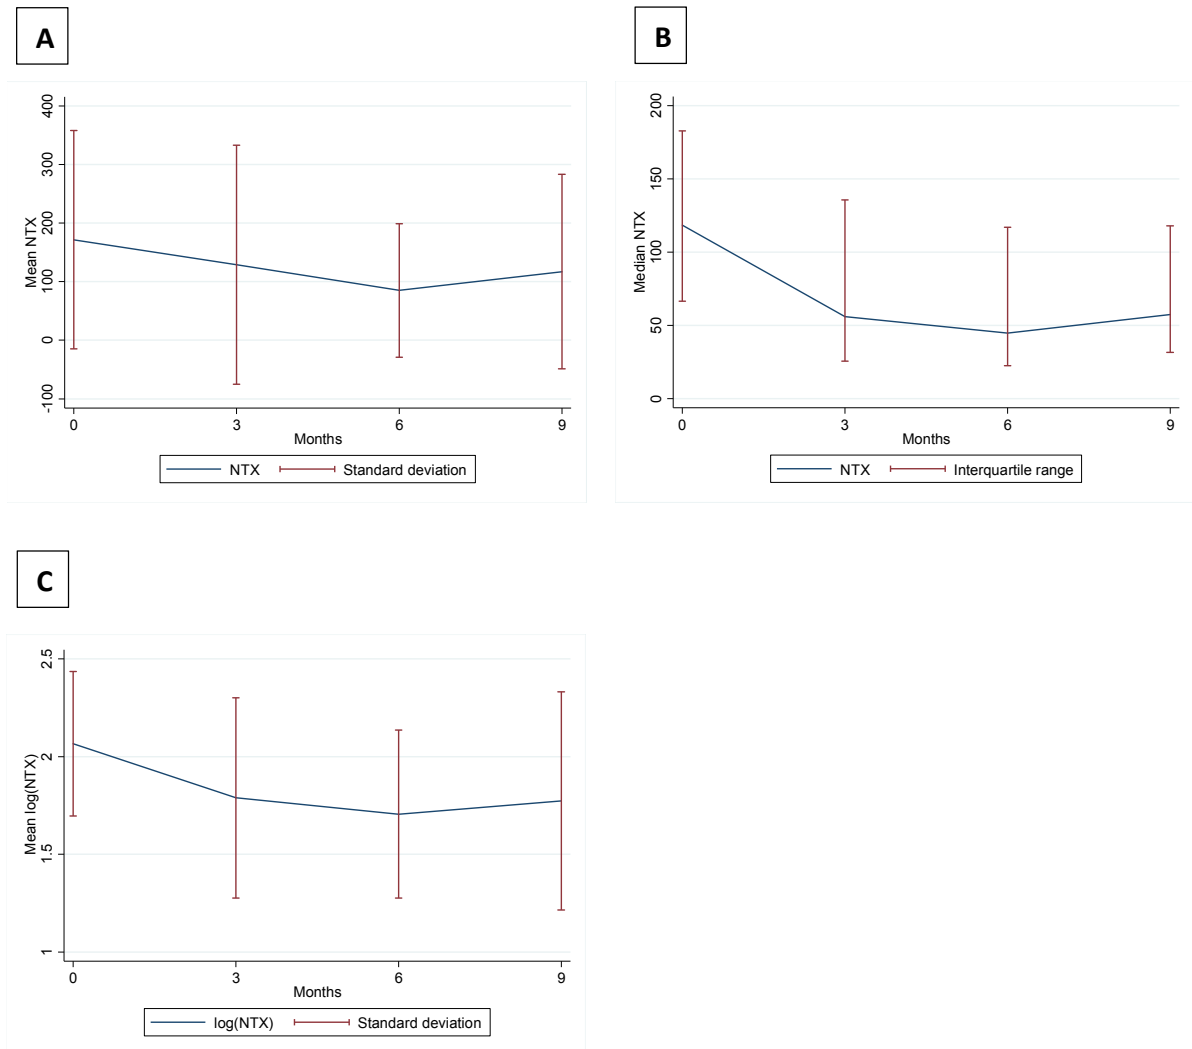 A
B
400
300
200
100
0
-100
Mean NTX
0 3 6 9
Months
NTX Standard deviation
200
150
100
50
0
Median NTX
0 3 6 9
Months
NTX Interquartile range
C
2.5
2
1.5
1
Mean log(NTX)
0 3 6 9
Months
log(NTX) Standard deviation